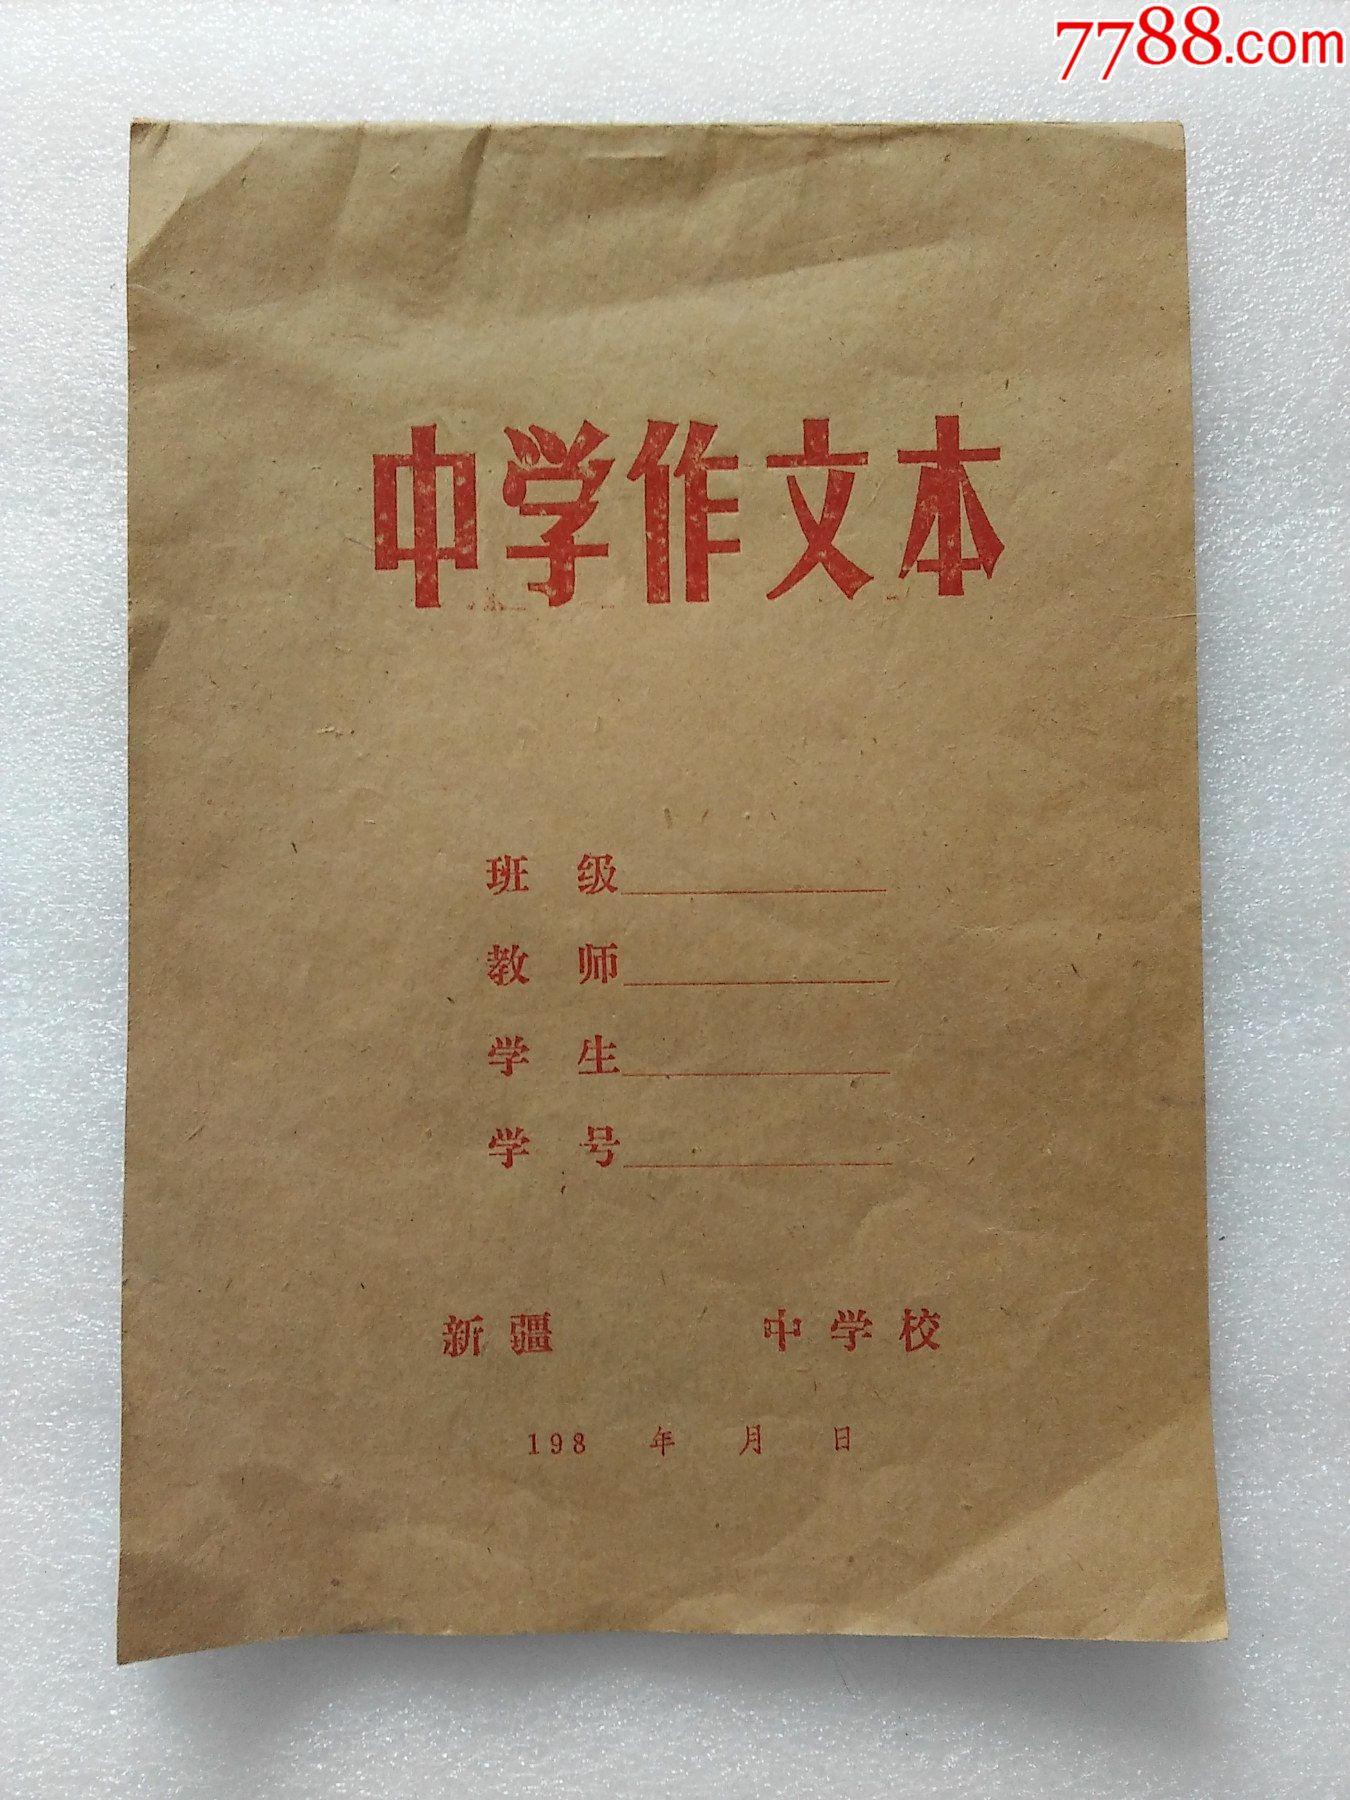 7788.com
中学作文本
班 级
教 师
学 生
学 号
新疆 中学校
198 年 月 日